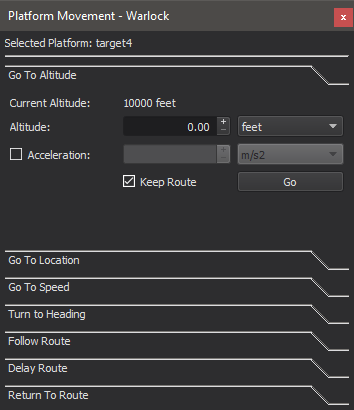 Platform Movement - Warlock x
Selected Platform: target4
Go To Altitude
Current Altitude: 10000 feet
Altitude: 0.00 feet
Acceleration: m/s2
Keep Route Go
Go To Location
Go To Speed
Turn to Heading
Follow Route
Delay Route
Return To Route